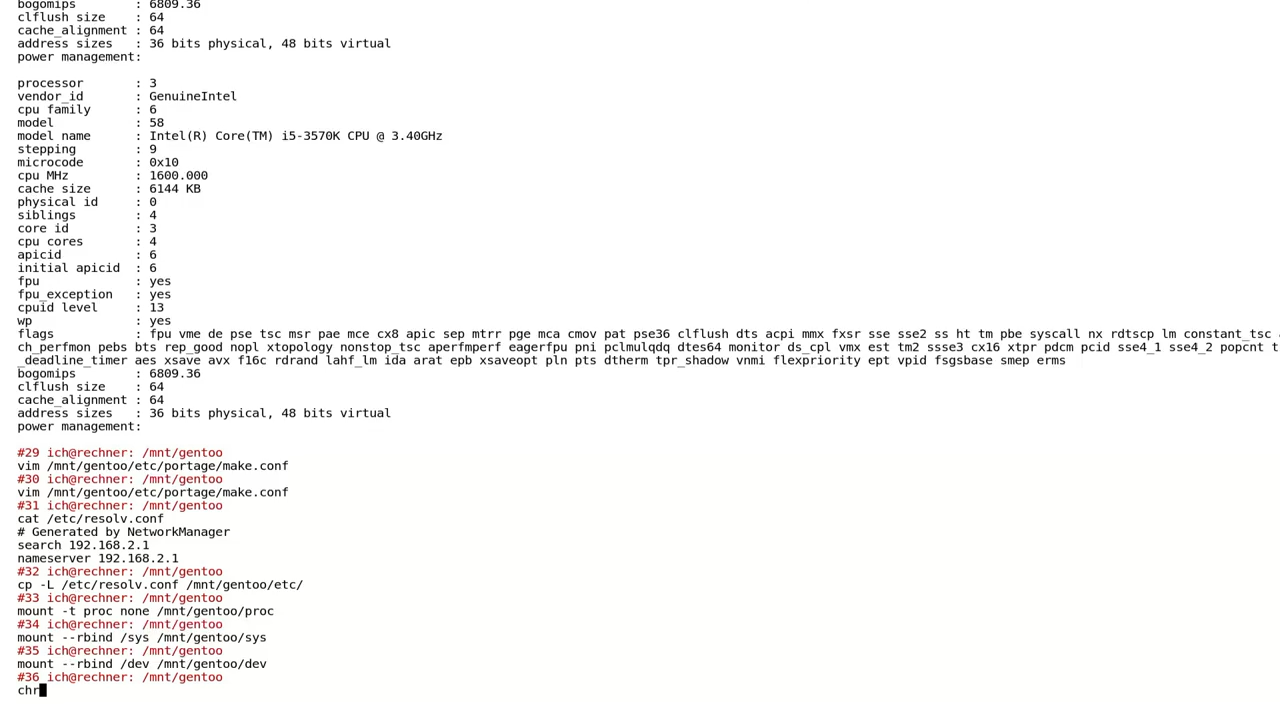 bogomips : 6809.36
clflush size : 64
cache_alignment : 64
address sizes : 36 bits physical, 48 bits virtual
power management:
processor : 3
vendor_id : GenuineIntel
cpu family : 6
model : 58
model name : Intel(R) Core(TM) i5-3570K CPU @ 3.40GHz
stepping : 9
microcode : 0x10
cpu MHz : 1600.000
cache size : 6144 KB
physical id : 0
siblings : 4
core id : 3
cpu cores : 4
apicid : 6
initial apicid : 6
fpu : yes
fpu_exception : yes
cpuid level : 13
wp : yes
flags : fpu vme de pse tsc msr pae mce cx8 apic sep mtrr pge mca cmov pat pse36 clflush dts acpi mmx fxsr sse sse2 ss ht tm pbe syscall nx rdtscp lm constant_tsc
ch_perfmon pebs bts rep_good nopl xtopology nonstop_tsc aperfmperf eagerfpu pni pclmulqdq dtes64 monitor ds_cpl vmx est tm2 ssse3 cx16 xtpr pdcm pcid sse4_1 sse4_2 popcnt t
_deadline_timer aes xsave avx f16c rdrand lahf_lm ida arat epb xsaveopt pln pts dtherm tpr_shadow vnmi flexpriority ept vpid fsgsbase smep erms
bogomips : 6809.36
clflush size : 64
cache_alignment : 64
address sizes : 36 bits physical, 48 bits virtual
power management:
#29 ich@rechner: /mnt/gentoo
vim /mnt/gentoo/etc/portage/make.conf
#30 ich@rechner: /mnt/gentoo
vim /mnt/gentoo/etc/portage/make.conf
#31 ich@rechner: /mnt/gentoo
cat /etc/resolv.conf
# Generated by NetworkManager
search 192.168.2.1
nameserver 192.168.2.1
#32 ich@rechner: /mnt/gentoo
cp -L /etc/resolv.conf /mnt/gentoo/etc/
#33 ich@rechner: /mnt/gentoo
mount -t proc none /mnt/gentoo/proc
#34 ich@rechner: /mnt/gentoo
mount --rbind /sys /mnt/gentoo/sys
#35 ich@rechner: /mnt/gentoo
mount --rbind /dev /mnt/gentoo/dev
#36 ich@rechner: /mnt/gentoo
chr